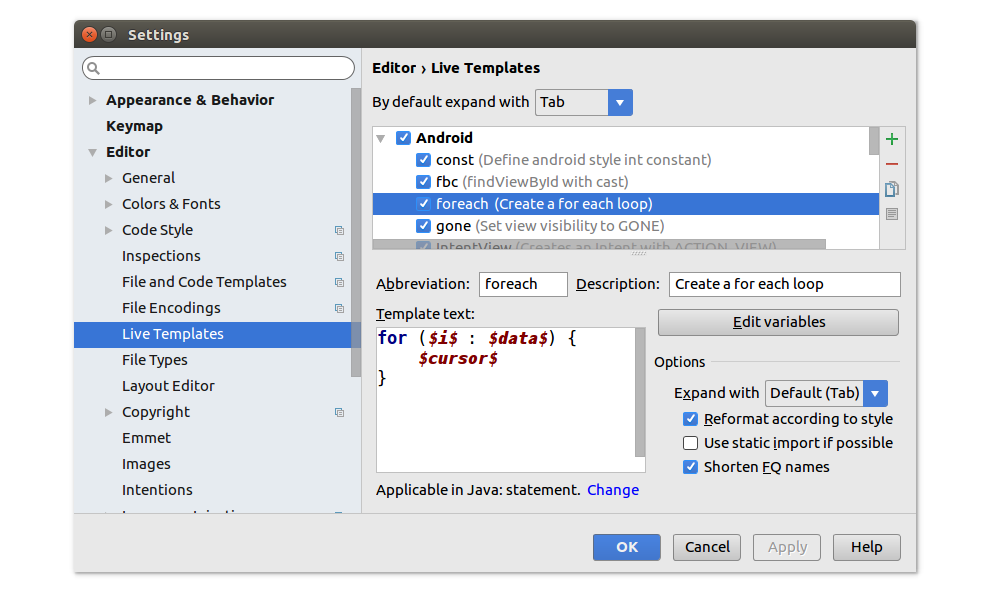 Settings
Appearance & Behavior
Keymap
Editor
General
Colors & Fonts
Code Style
Inspections
File and Code Templates
File Encodings
Live Templates
File Types
Layout Editor
Copyright
Emmet
Images
Intentions
Editor › Live Templates
By default expand with Tab
Android
const (Define android style int constant)
fbc (findViewById with cast)
foreach (Create a for each loop)
gone (Set view visibility to GONE)
IntentView (Creates an Intent with ACTION_VIEW)
Abbreviation: foreach Description: Create a for each loop
Template text:
for ($i$ : $data$) {
    $cursor$
}
Edit variables
Options
Expand with Default (Tab)
Reformat according to style
Use static import if possible
Shorten FQ names
Applicable in Java: statement. Change
OK Cancel Apply Help